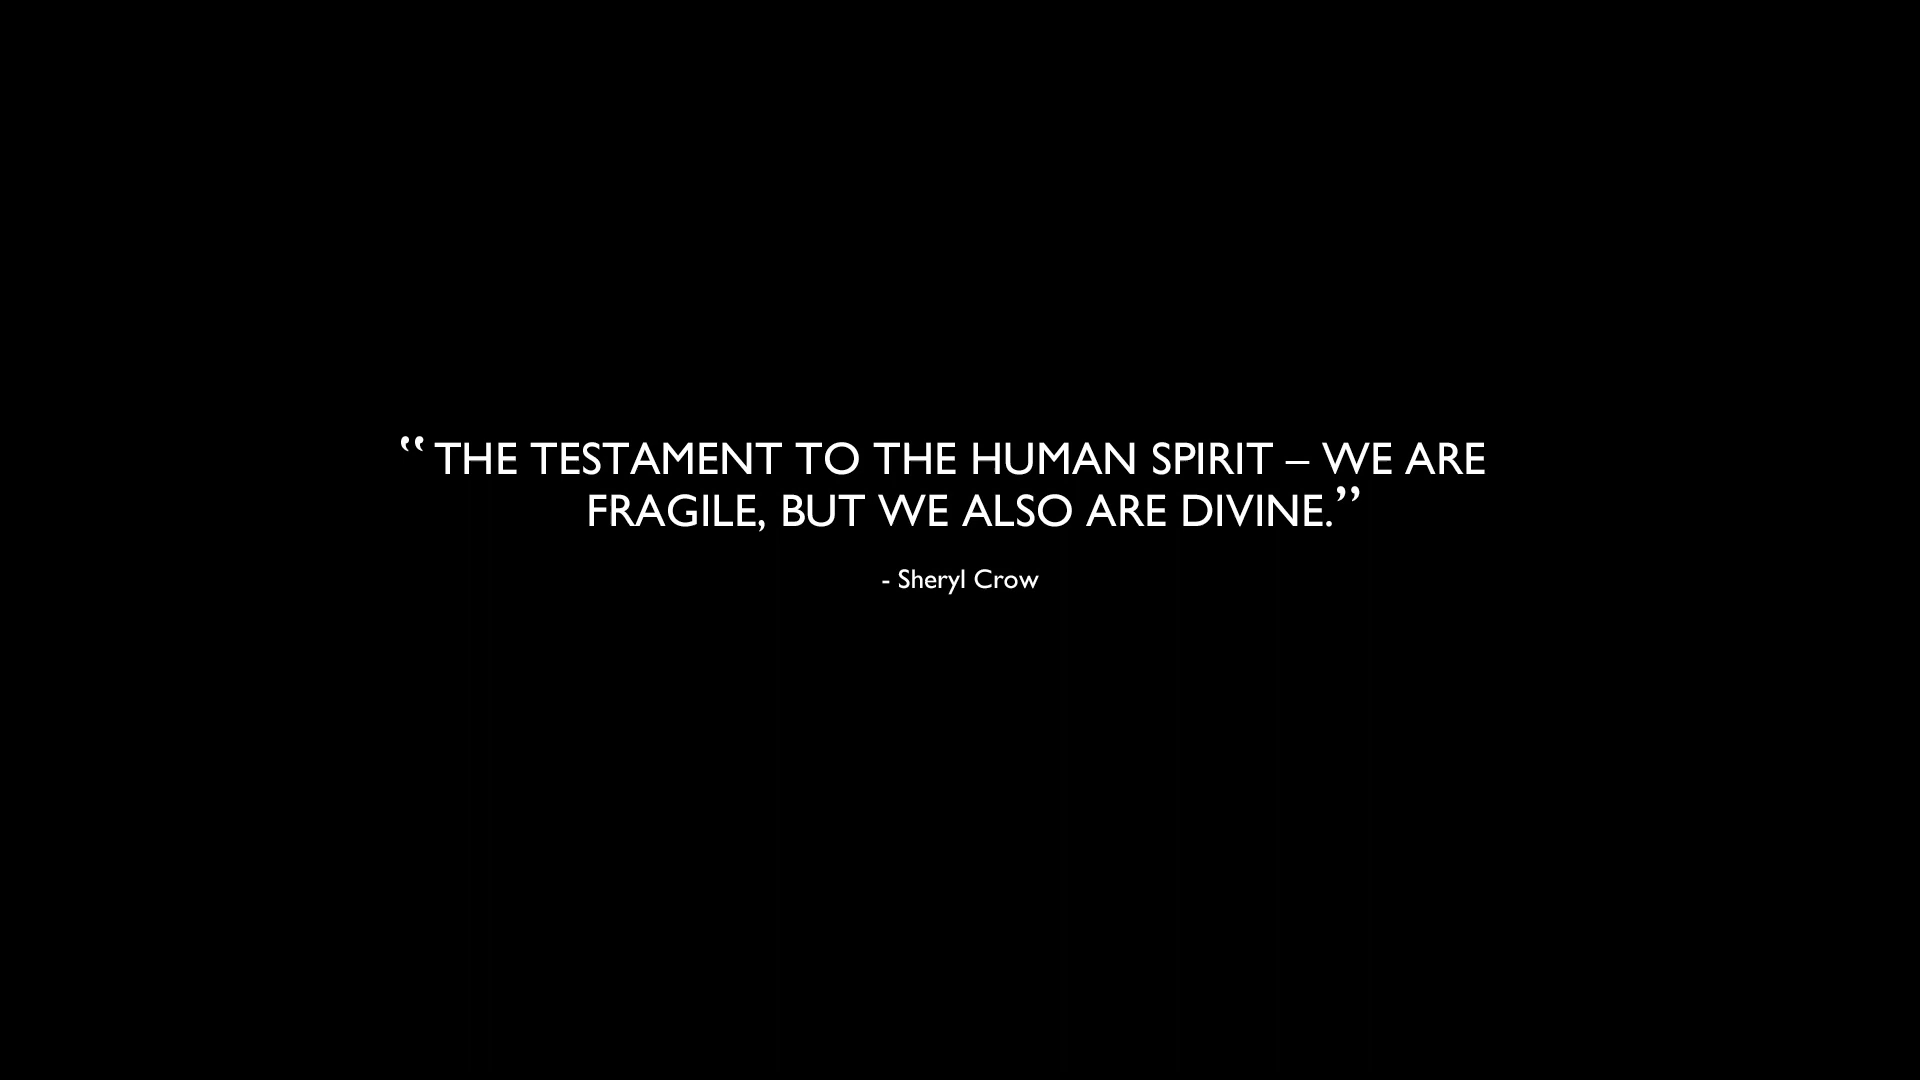 “ THE TESTAMENT TO THE HUMAN SPIRIT – WE ARE
FRAGILE, BUT WE ALSO ARE DIVINE.”
- Sheryl Crow